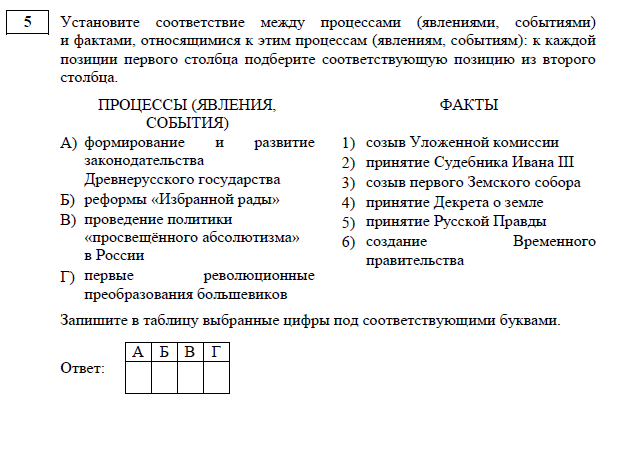 5
Установите соответствие между процессами (явлениями, событиями)
и фактами, относящимися к этим процессам (явлениям, событиям): к каждой
позиции первого столбца подберите соответствующую позицию из второго
столбца.
ПРОЦЕССЫ (ЯВЛЕНИЯ,
СОБЫТИЯ)
А) формирование и развитие
законодательства
Древнерусского государства
Б) реформы «Избранной рады»
В) проведение политики
«просвещённого абсолютизма»
в России
Г) первые революционные
преобразования большевиков
ФАКТЫ
1) созыв Уложенной комиссии
2) принятие Судебника Ивана III
3) созыв первого Земского собора
4) принятие Декрета о земле
5) принятие Русской Правды
6) создание Временного
правительства
Запишите в таблицу выбранные цифры под соответствующими буквами.
Ответ:
А Б В Г